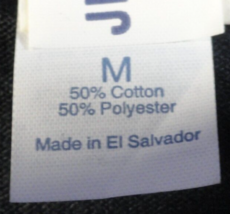 M
50% Cotton
50% Polyester
Made in El Salvador